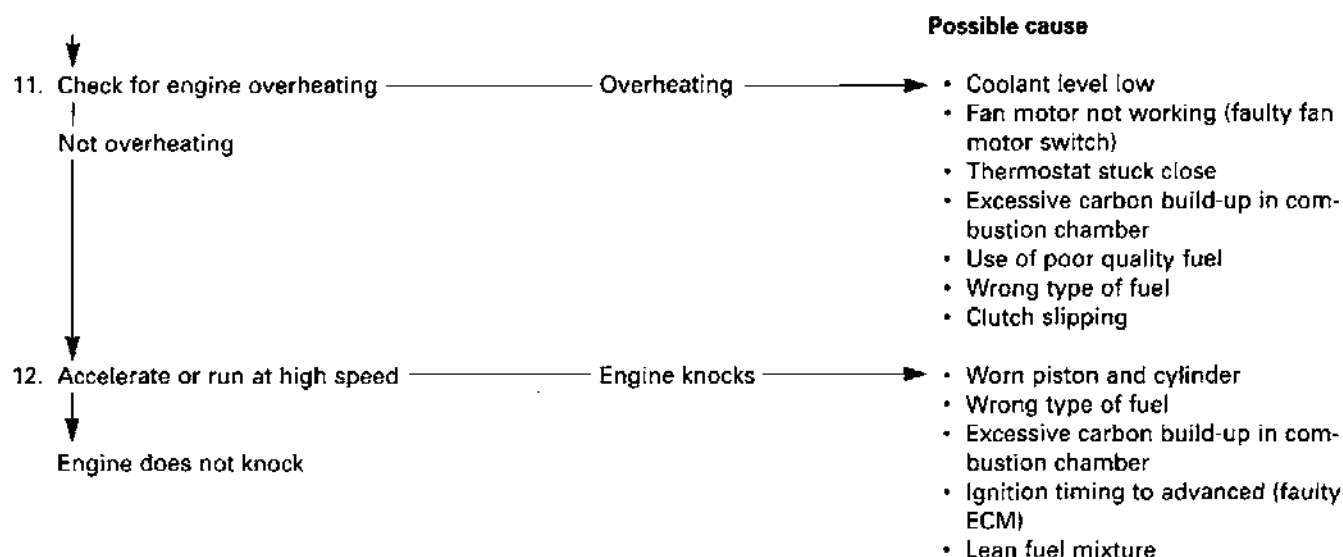 Possible cause
11. Check for engine overheating Overheating • Coolant level low
Not overheating
• Fan motor not working (faulty fan
motor switch)
• Thermostat stuck close
• Excessive carbon build-up in com-
bustion chamber
• Use of poor quality fuel
• Wrong type of fuel
• Clutch slipping
12. Accelerate or run at high speed Engine knocks • Worn piston and cylinder
Engine does not knock
• Wrong type of fuel
• Excessive carbon build-up in com-
bustion chamber
• Ignition timing to advanced (faulty
ECM)
• Lean fuel mixture